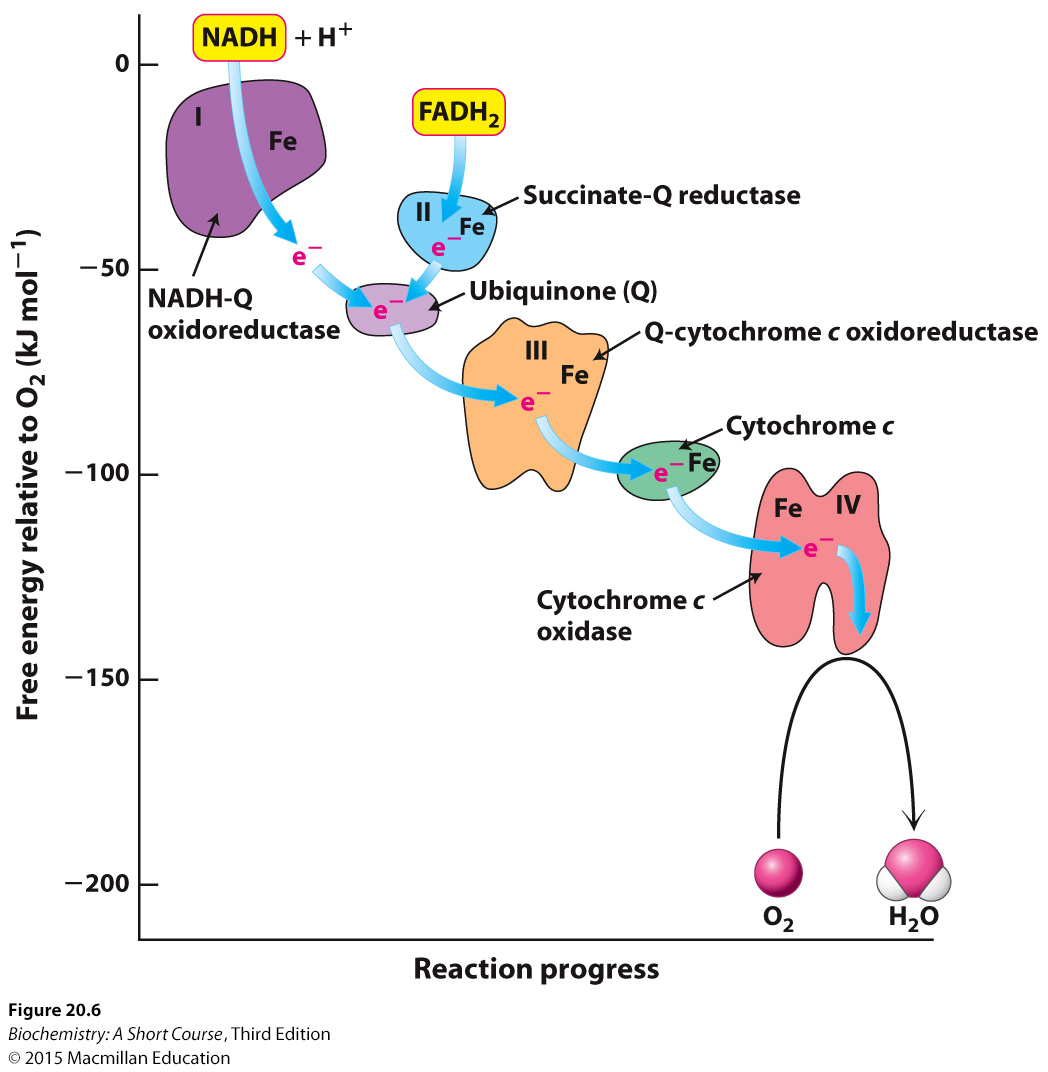 NADH + H⁺
0
I
Fe
FADH₂
II
Fe
e⁻
Succinate-Q reductase
e⁻
−50
NADH-Q
oxidoreductase
e⁻
Ubiquinone (Q)
III
Fe
e⁻
Q-cytochrome c oxidoreductase
Free energy relative to O₂ (kJ mol⁻¹)
−100
e⁻ Fe
Cytochrome c
Fe
IV
e⁻
Cytochrome c
oxidase
−150
−200
O₂
H₂O
Reaction progress
Figure 20.6
Biochemistry: A Short Course, Third Edition
© 2015 Macmillan Education